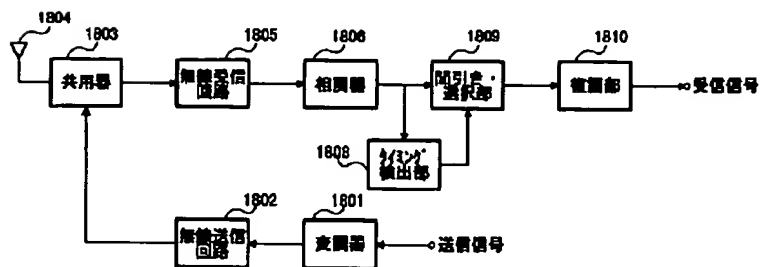 1804
1803
共用器
1805
無線受信
回路
1806
相関器
1809
間引き・
選択部
1810
復調部
受信信号
1808
タイミング
検出部
1802
無線送信
回路
1801
変調器
送信信号